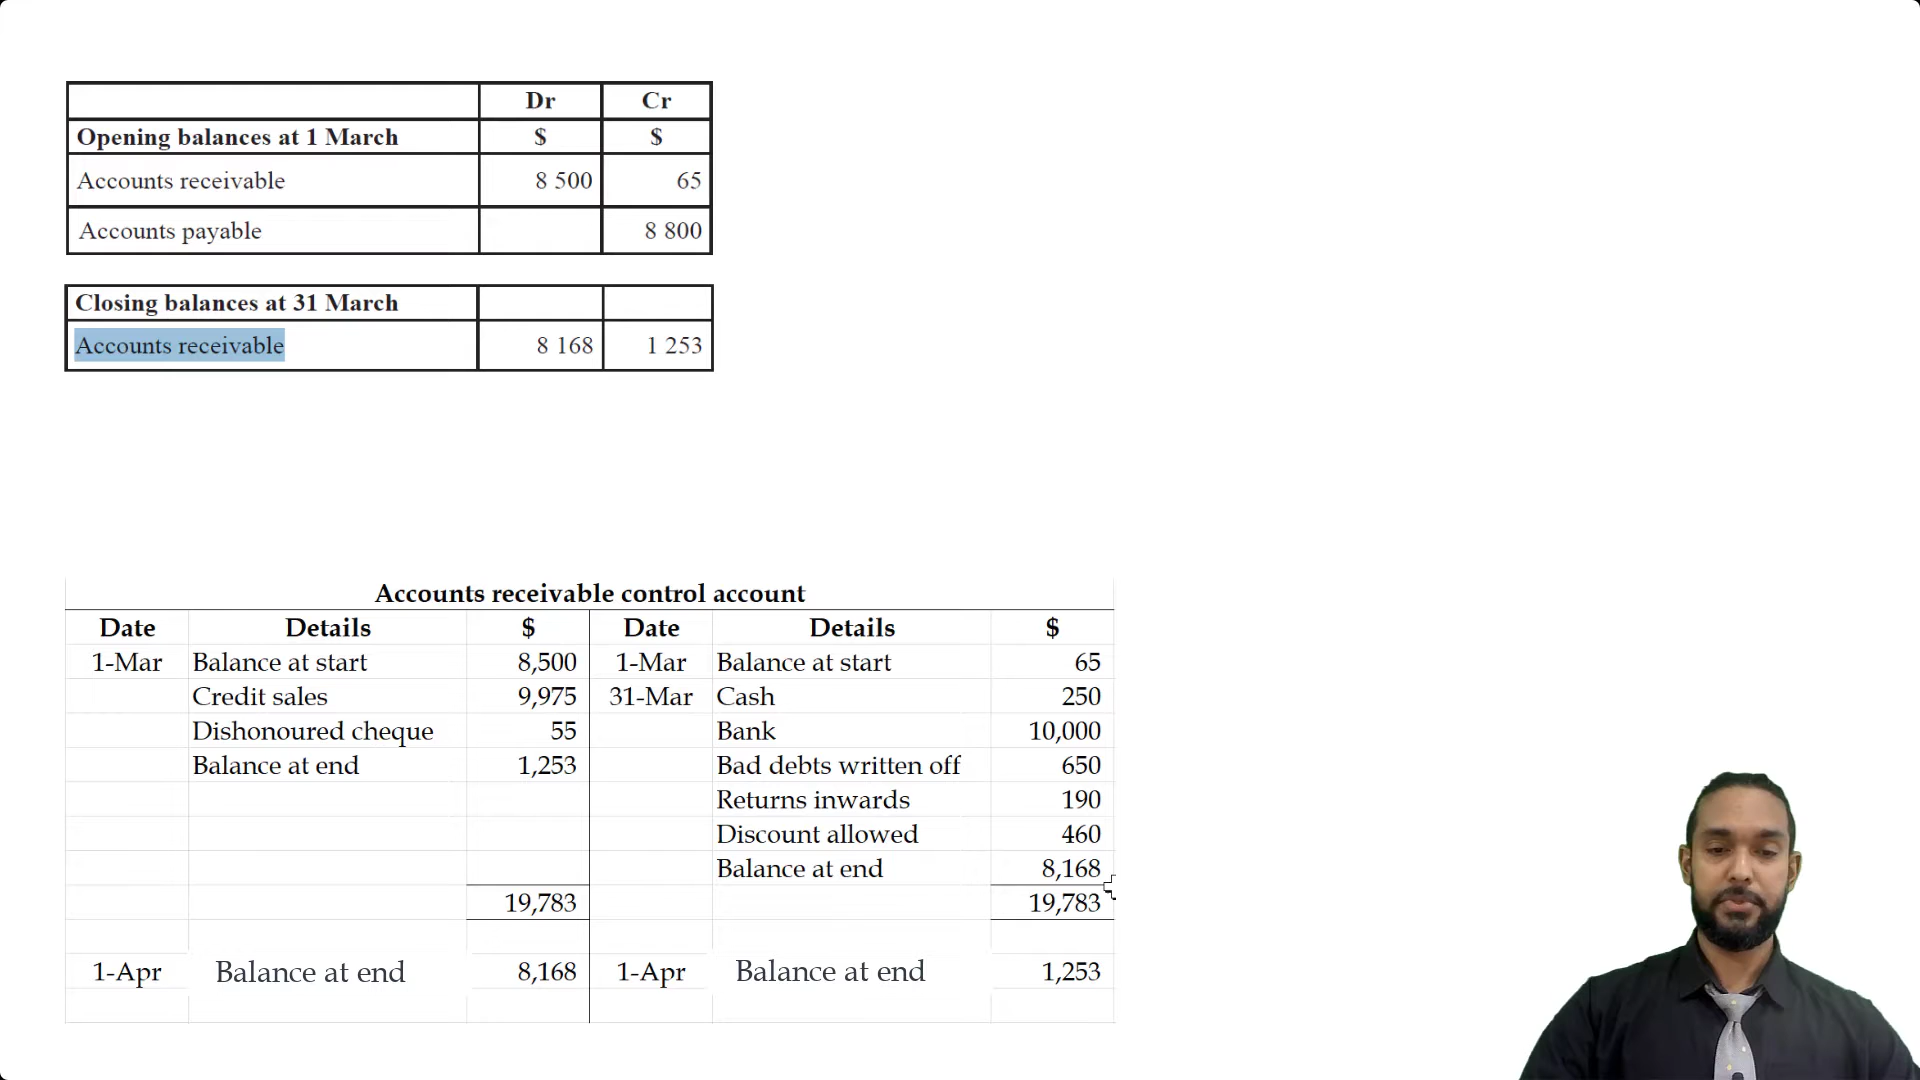 Dr Cr
Opening balances at 1 March $ $
Accounts receivable 8 500 65
Accounts payable 8 800
Closing balances at 31 March
Accounts receivable 8 168 1 253
Accounts receivable control account
Date Details $ Date Details $
1-Mar Balance at start 8,500 1-Mar Balance at start 65
Credit sales 9,975 31-Mar Cash 250
Dishonoured cheque 55 Bank 10,000
Balance at end 1,253 Bad debts written off 650
Returns inwards 190
Discount allowed 460
Balance at end 8,168
19,783 19,783
1-Apr Balance at end 8,168 1-Apr Balance at end 1,253